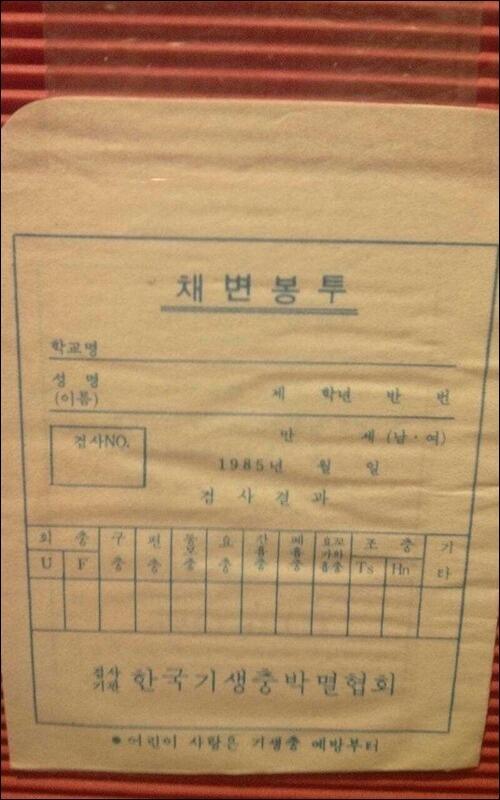 채변봉투
학교명
성명
(이름) 제 학년 반 번
검사NO. 만 세 (남·여)
1985년 월 일
검사결과
회충 구충 편충 동모충 요충 간흡충 폐흡충 요꼬가와흡 조충 기타
U F Ts Hn
검사기관 한국기생충박멸협회
● 어린이 사랑은 기생충 예방부터